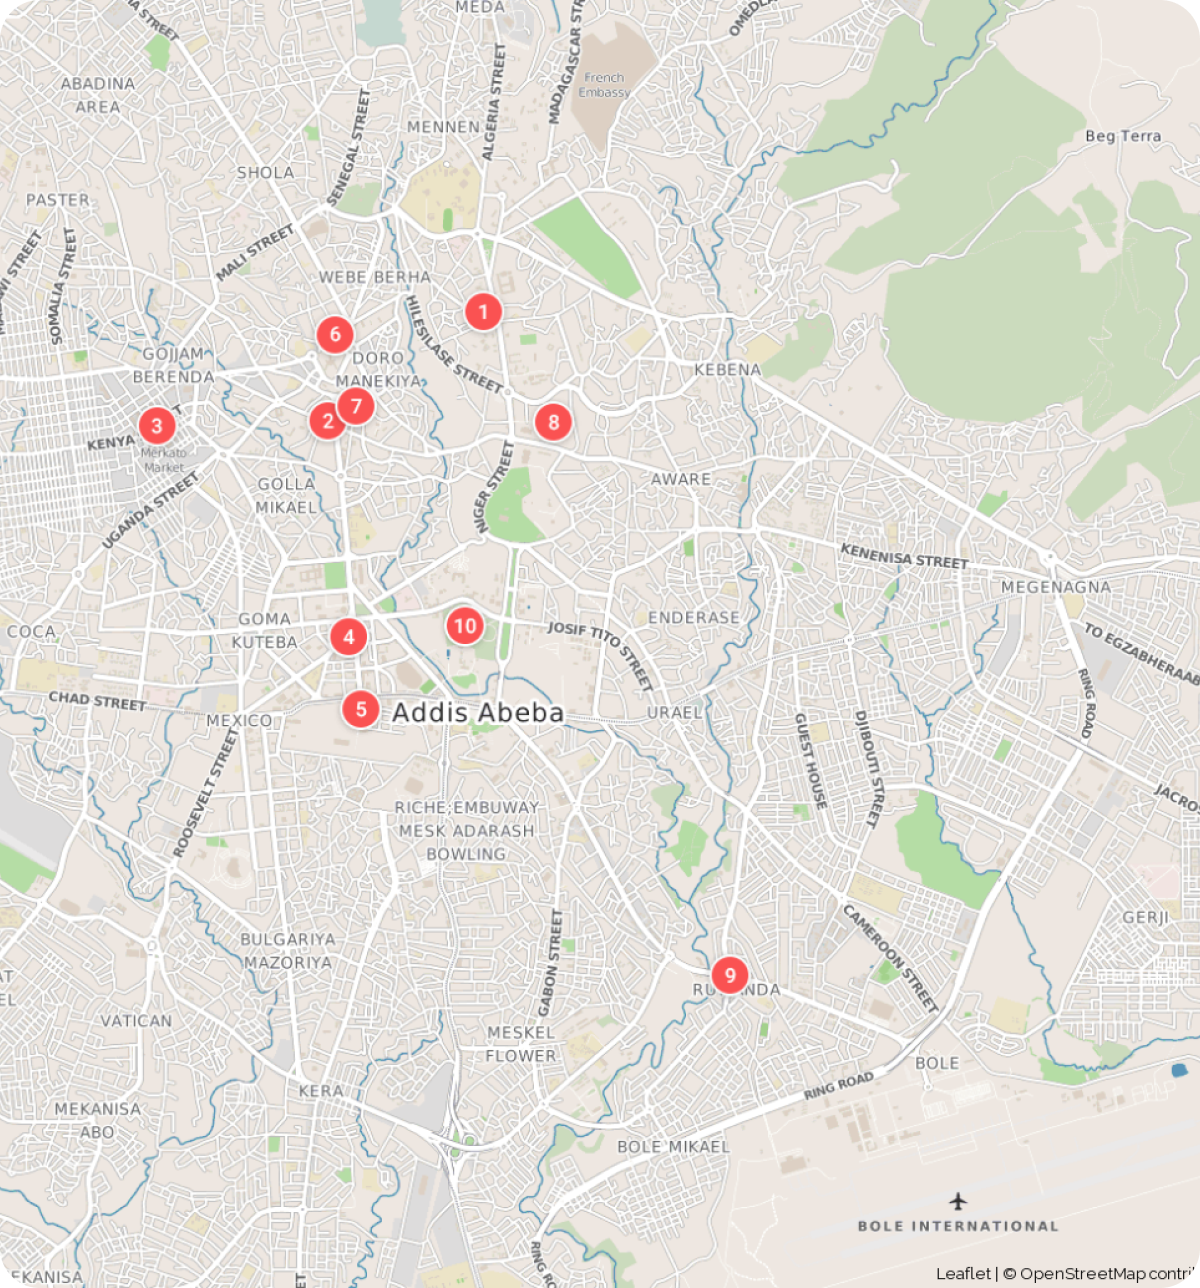 MEDA
MADAGASCAR STR
OMEDLA
A STREET
ABADINA
AREA
French
Embassy
ALGERIA STREET
MENNEN
SENEGAL STREET
Beg Terra
SHOLA
PASTER
MALI STREET
SOMALIA STREET
WEBE BERHA
1
HILESILASE STREET
6
GOJJAM
BERENDA
DORO
MANEKIYA
KEBENA
7
2
3
8
KENYA
T
Merkato
Market
AWARE
GOLLA
MIKAEL
NIGER STREET
UGANDA STREET
KENENISA STREET
MEGENAGNA
GOMA
KUTEBA
ENDERASE
COCA
4
10
JOSIF TITO STREET
TO EGZABHERAAB
RING ROAD
CHAD STREET
5
Addis Abeba
MEXICO
URAEL
GUEST HOUSE
DJIBOUTI STREET
ROOSEVELT STREET
JACROS
RICHE;EMBUWAY
MESK ADARASH
BOWLING
GERJI
CAMEROON STREET
BULGARIYA
MAZORIYA
GABON STREET
9
RU
NDA
AT
EL
VATICAN
MESKEL
FLOWER
BOLE
KERA
RING ROAD
MEKANISA
ABO
BOLE MIKAEL
BOLE INTERNATIONAL
RING RO
EKANISA
ET
Leaflet | © OpenStreetMap contri